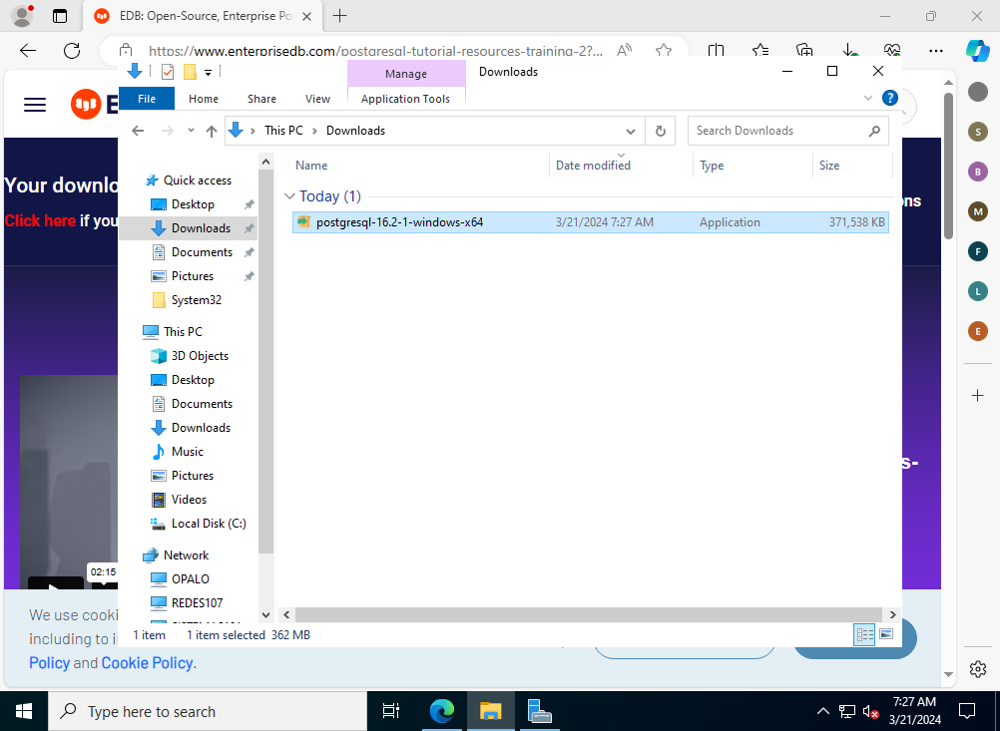 EDB: Open-Source, Enterprise Po
https://www.enterprisedb.com/postgresql-tutorial-resources-training-2?...
Manage
Downloads
File
Home
Share
View
Application Tools
This PC
Downloads
Search Downloads
Name
Date modified
Type
Size
Quick access
Desktop
Downloads
Documents
Pictures
System32
This PC
3D Objects
Desktop
Documents
Downloads
Music
Pictures
Videos
Local Disk (C:)
Network
OPALO
REDES107
Today (1)
postgresql-16.2-1-windows-x64
3/21/2024 7:27 AM
Application
371,538 KB
1 item
1 item selected 362 MB
Your downlo
ons
Click here if you
s-
02:15
We use cooki
including to i
Policy and Cookie Policy.
S
B
M
F
L
E
Type here to search
7:27 AM
3/21/2024